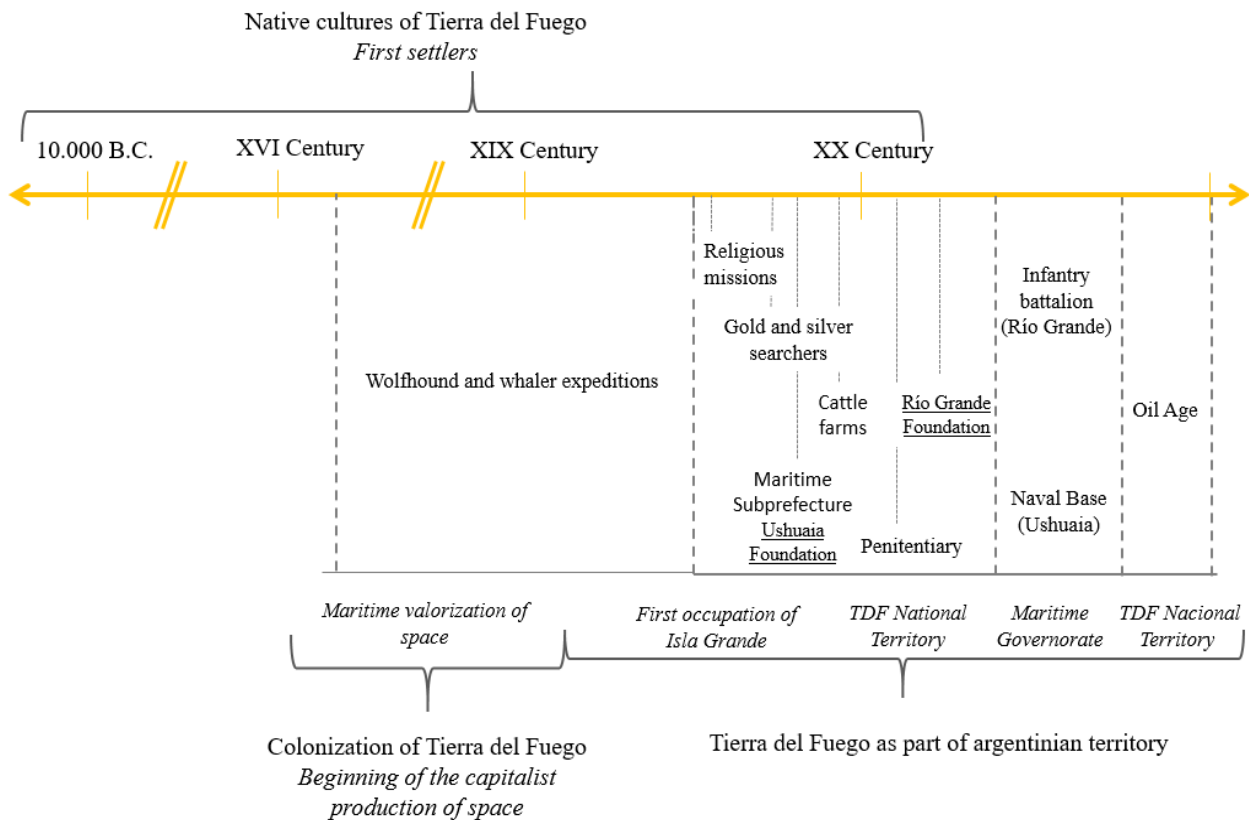 Native cultures of Tierra del Fuego
First settlers
10.000 B.C.
XVI Century
XIX Century
XX Century
Religious
missions
Gold and silver
searchers
Wolfhound and whaler expeditions
Cattle
farms
Río Grande
Foundation
Maritime
Subprefecture
Ushuaia
Foundation
Penitentiary
Infantry
battalion
(Río Grande)
Naval Base
(Ushuaia)
Oil Age
Maritime valorization of
space
First occupation of
Isla Grande
TDF National
Territory
Maritime
Governorate
TDF Nacional
Territory
Colonization of Tierra del Fuego
Beginning of the capitalist
production of space
Tierra del Fuego as part of argentinian territory